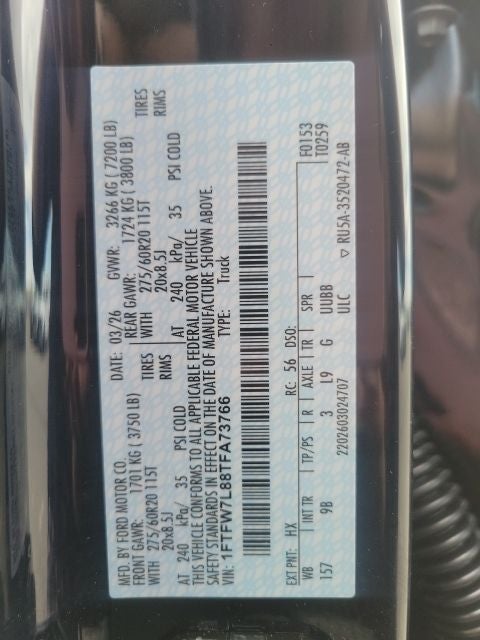 MFD. BY FORD MOTOR CO.
DATE: 03/26 GVWR: 3266 KG ( 7200 LB)
FRONT GAWR: 1701 KG ( 3750 LB) REAR GAWR: 1724 KG ( 3800 LB)
WITH 275/60R20 115T TIRES WITH 275/60R20 115T TIRES
20x8.5J RIMS 20x8.5J RIMS
AT 240 kPa/ 35 PSI COLD AT 240 kPa/ 35 PSI COLD
THIS VEHICLE CONFORMS TO ALL APPLICABLE FEDERAL MOTOR VEHICLE
SAFETY STANDARDS IN EFFECT ON THE DATE OF MANUFACTURE SHOWN ABOVE.
VIN: 1FTFW7L88TFA73766 TYPE: Truck
EXT PNT: HX RC: 56 DSO: F0153
WB INT TR TP/PS R AXLE TR SPR T0259
157 9B 3 L9 G UUBB
2202603024707 ULC
▽ RU5A-3520472-AB